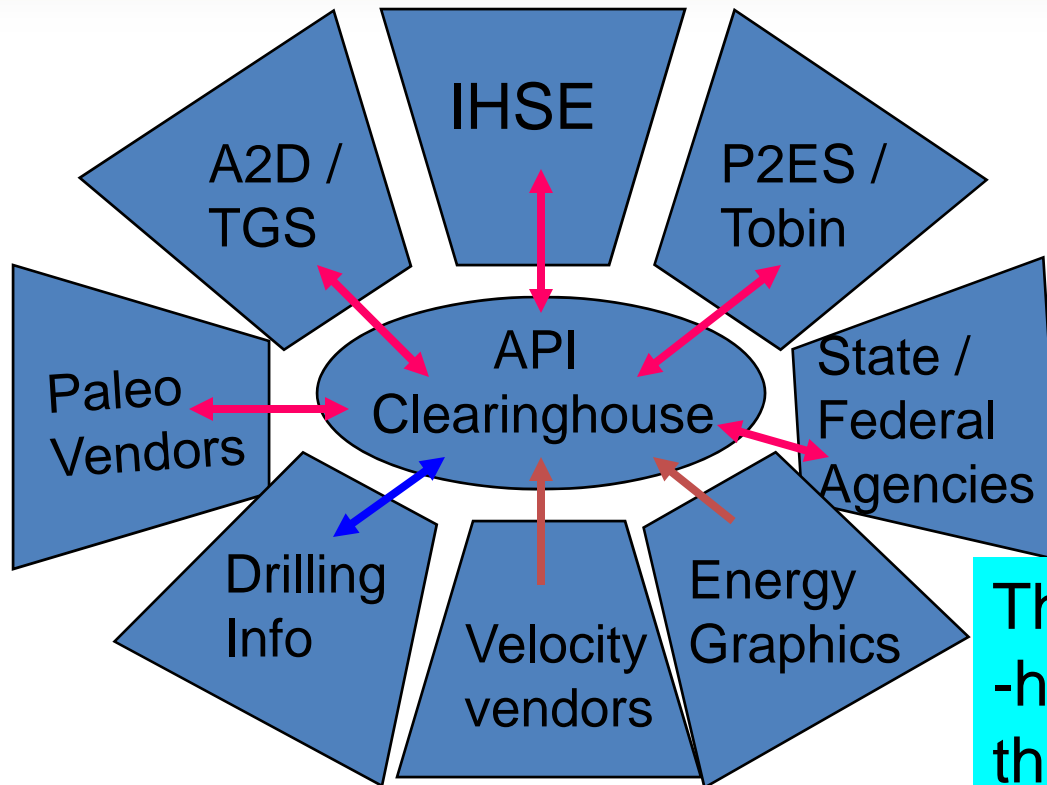 IHSE
A2D /
TGS
P2ES /
Tobin
API
Clearinghouse
Paleo
Vendors
State /
Federal
Agencies
Drilling
Info
Velocity
vendors
Energy
Graphics